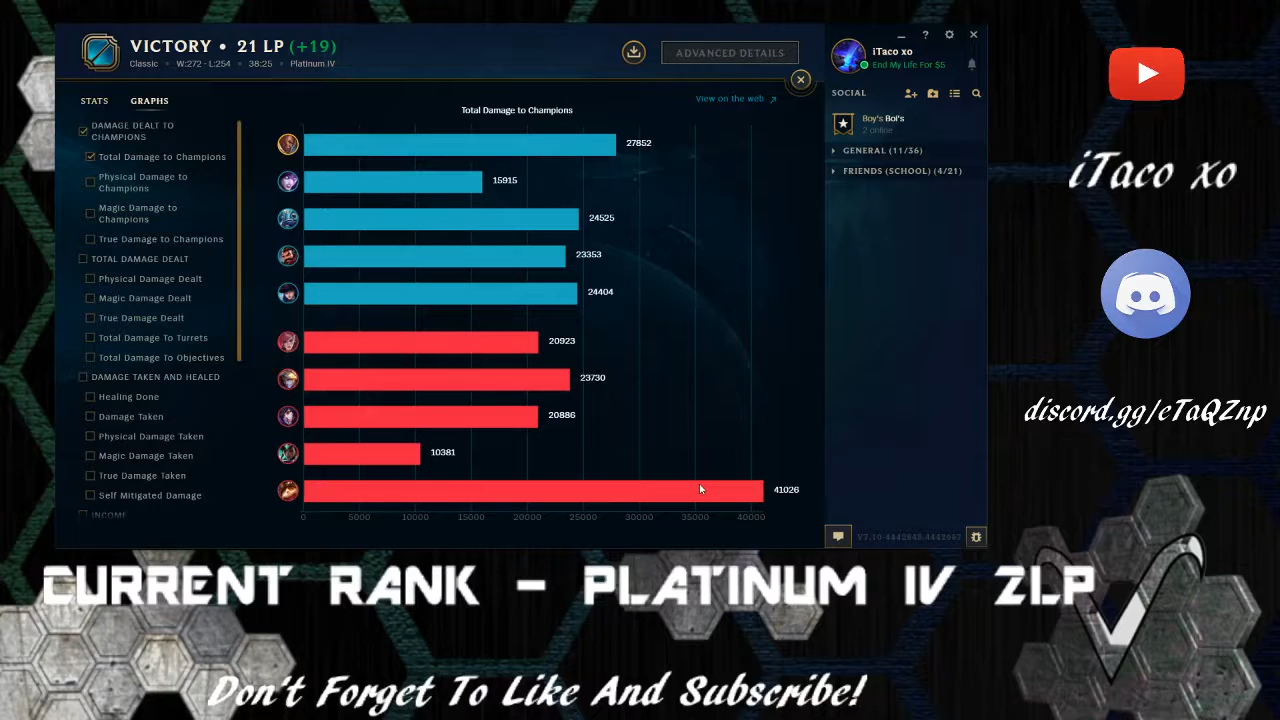 VICTORY • 21 LP (+19)
Classic • W:272 - L:254 • 38:25 • Platinum IV
ADVANCED DETAILS
iTaco xo
End My Life For $5
STATS
GRAPHS
View on the web
SOCIAL
Boy's Boi's
2 online
GENERAL (11/36)
FRIENDS (SCHOOL) (4/21)
DAMAGE DEALT TO
CHAMPIONS
Total Damage to Champions
Physical Damage to
Champions
Magic Damage to
Champions
True Damage to Champions
TOTAL DAMAGE DEALT
Physical Damage Dealt
Magic Damage Dealt
True Damage Dealt
Total Damage To Turrets
Total Damage To Objectives
DAMAGE TAKEN AND HEALED
Healing Done
Damage Taken
Physical Damage Taken
Magic Damage Taken
True Damage Taken
Self Mitigated Damage
INCOME
Total Damage to Champions
27852
15915
24525
23353
24404
20923
23730
20886
10381
41026
0 5000 10000 15000 20000 25000 30000 35000 40000
iTaco xo
discord.gg/eTaQZnp
CURRENT RANK - PLATINUM IV 2LP
Don't Forget To Like And Subscribe!